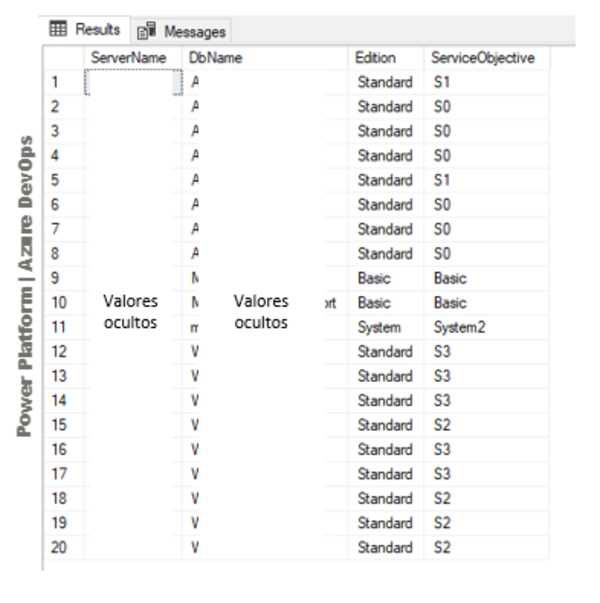 Power Platform | Azure DevOps
Results Messages
ServerName DbName Edition ServiceObjective
1 A Standard S1
2 A Standard S0
3 A Standard S0
4 A Standard S0
5 A Standard S1
6 A Standard S0
7 A Standard S0
8 A Standard S0
9 M Basic Basic
10 M Basic Basic
11 m System System2
12 V Standard S3
13 V Standard S3
14 V Standard S3
15 V Standard S2
16 V Standard S3
17 V Standard S3
18 V Standard S2
19 V Standard S2
20 V Standard S2
Valores
ocultos
Valores
ocultos